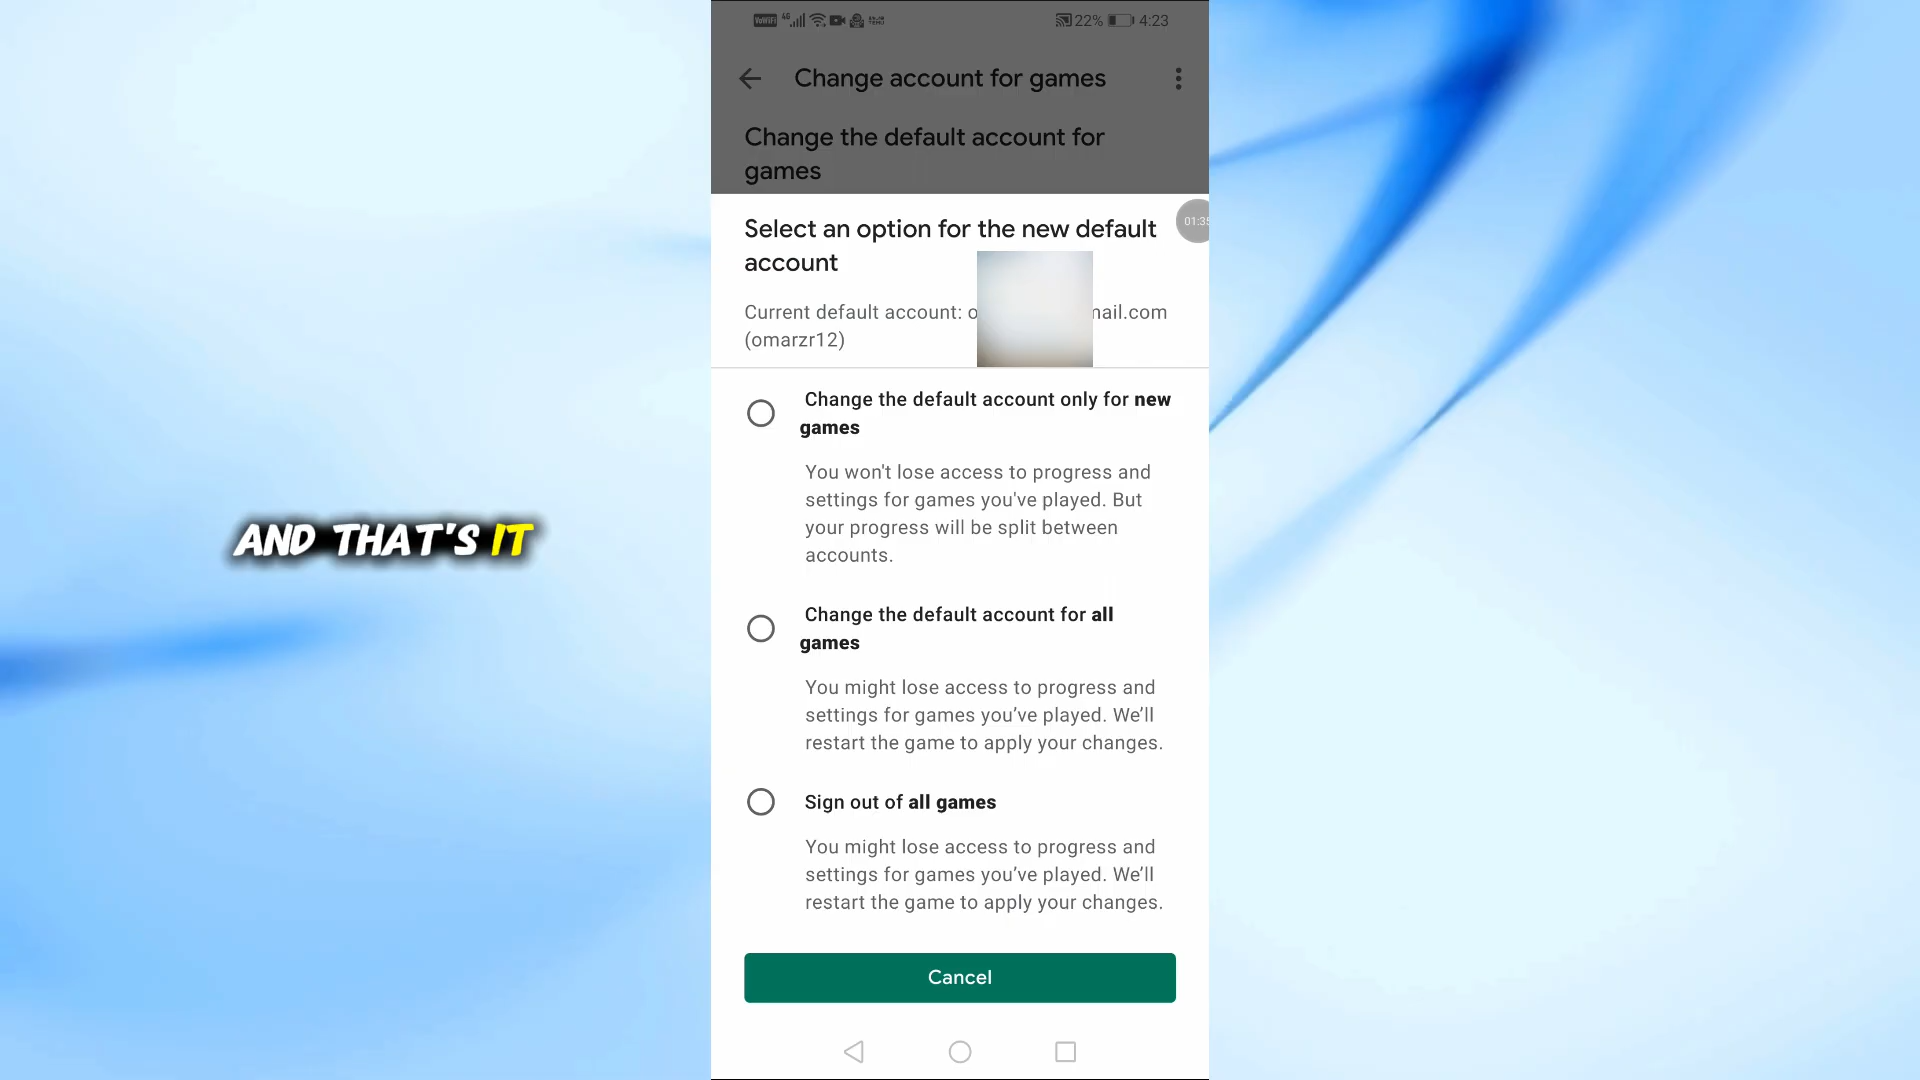 VoWiFi 4G 22% 4:23
Change account for games
Change the default account for
games
Select an option for the new default
account
01:35
Current default account: o mail.com
(omarzr12)
Change the default account only for new
games
You won't lose access to progress and
settings for games you've played. But
your progress will be split between
accounts.
Change the default account for all
games
You might lose access to progress and
settings for games you’ve played. We’ll
restart the game to apply your changes.
Sign out of all games
You might lose access to progress and
settings for games you’ve played. We’ll
restart the game to apply your changes.
Cancel
AND THAT'S IT